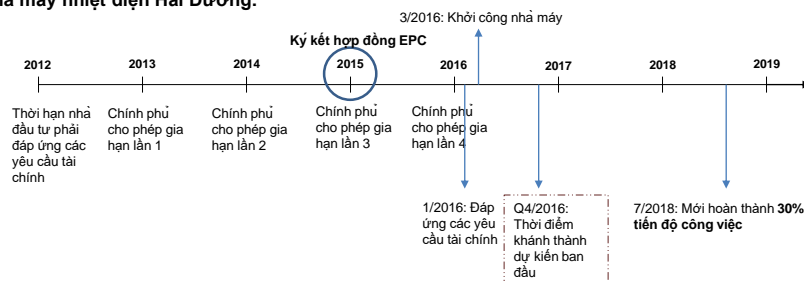 máy nhiệt điện Hải Dương.
3/2016: Khởi công nhà máy
Ký kết hợp đồng EPC
2012
2013
2014
2015
2016
2017
2018
2019
Thời hạn nhà
đầu tư phải
đáp ứng các
yêu cầu tài
chính
Chính phủ
cho phép gia
hạn lần 1
Chính phủ
cho phép gia
hạn lần 2
Chính phủ
cho phép gia
hạn lần 3
Chính phủ
cho phép gia
hạn lần 4
1/2016: Đáp
ứng các yêu
cầu tài chính
Q4/2016:
Thời điểm
khánh thành
dự kiến ban
đầu
7/2018: Mới hoàn thành 30%
tiến độ công việc